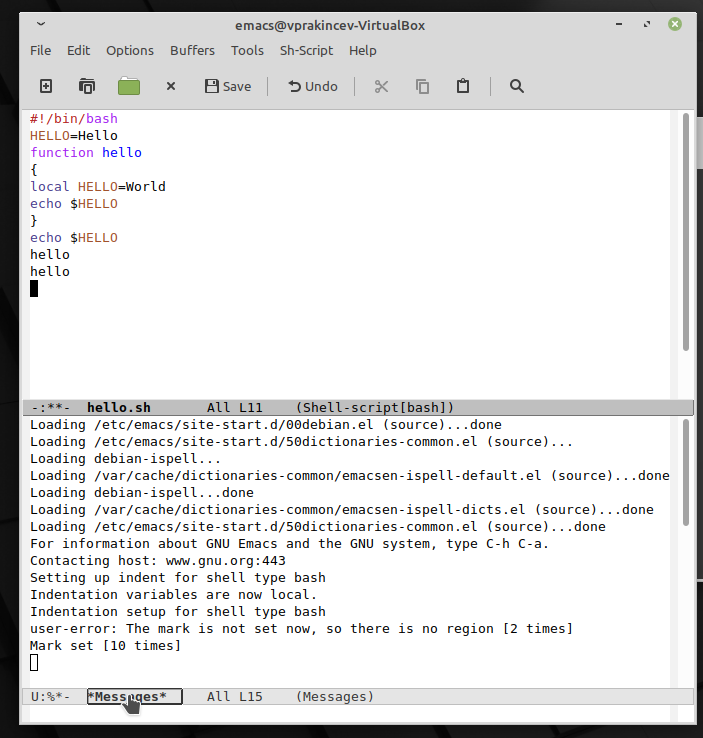 emacs@vprakincev-VirtualBox
File Edit Options Buffers Tools Sh-Script Help
Save Undo
#!/bin/bash
HELLO=Hello
function hello
{
local HELLO=World
echo $HELLO
}
echo $HELLO
hello
hello
-:**- hello.sh All L11 (Shell-script[bash])
Loading /etc/emacs/site-start.d/00debian.el (source)...done
Loading /etc/emacs/site-start.d/50dictionaries-common.el (source)...
Loading debian-ispell...
Loading /var/cache/dictionaries-common/emacsen-ispell-default.el (source)...done
Loading debian-ispell...done
Loading /var/cache/dictionaries-common/emacsen-ispell-dicts.el (source)...done
Loading /etc/emacs/site-start.d/50dictionaries-common.el (source)...done
For information about GNU Emacs and the GNU system, type C-h C-a.
Contacting host: www.gnu.org:443
Setting up indent for shell type bash
Indentation variables are now local.
Indentation setup for shell type bash
user-error: The mark is not set now, so there is no region [2 times]
Mark set [10 times]
U:%*- *Messages* All L15 (Messages)